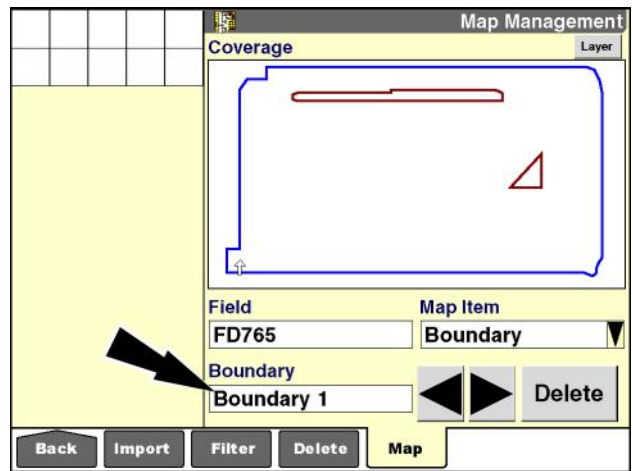 Map Management
Coverage
Layer
Field
Map Item
FD765
Boundary
Boundary
Boundary 1
Delete
Back
Import
Filter
Delete
Map